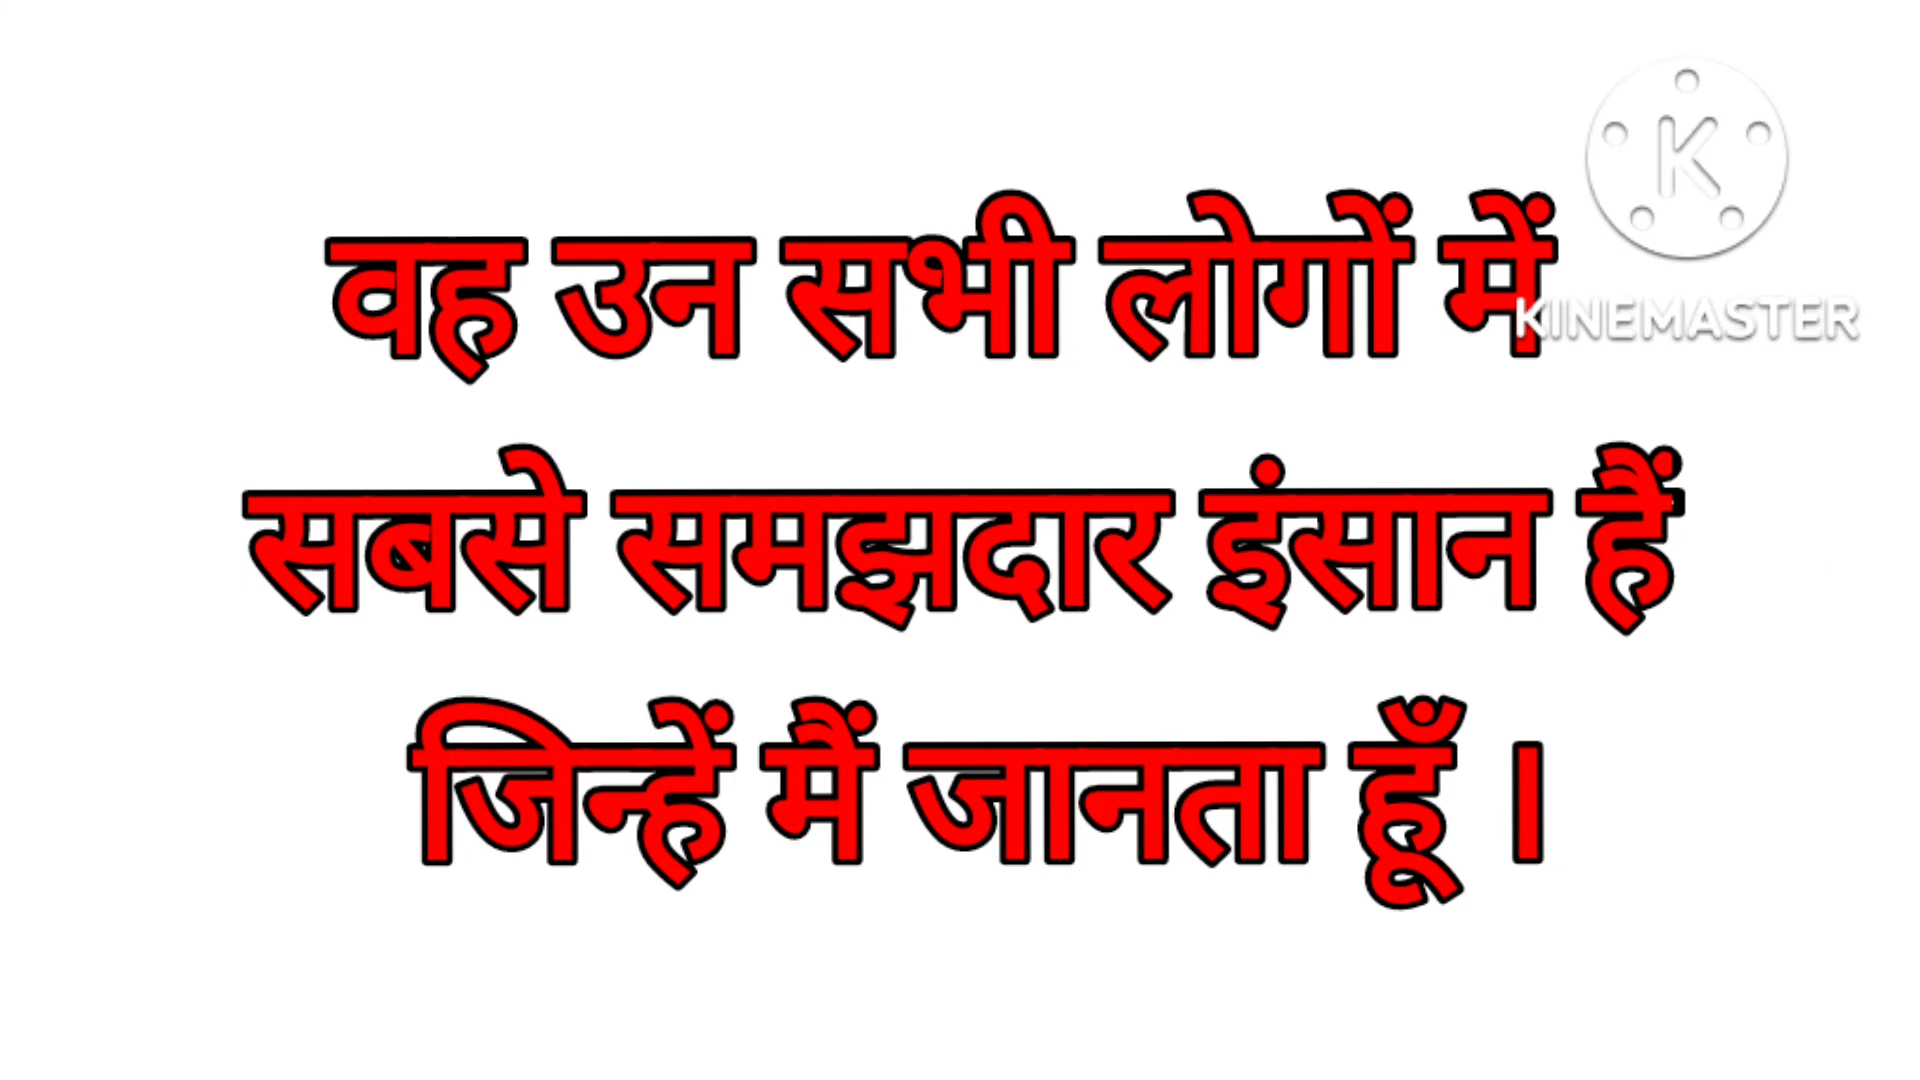 वह उन सभी लोगों में
सबसे समझदार इंसान हैं
जिन्हें मैं जानता हूँ ।
K
KINEMASTER